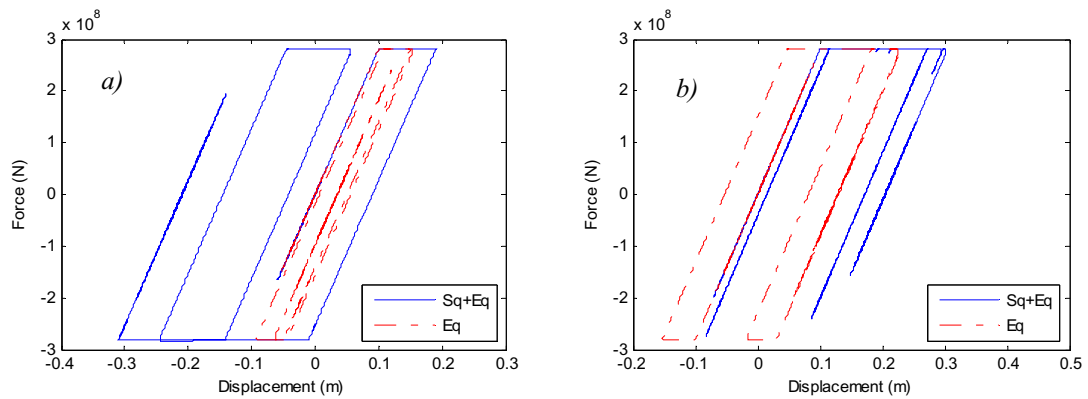 x 10^8
a)
Force (N)
3
2
1
0
-1
-2
-3
-0.4 -0.3 -0.2 -0.1 0 0.1 0.2 0.3
Displacement (m)
Sq+Eq
Eq
x 10^8
b)
Force (N)
3
2
1
0
-1
-2
-3
-0.2 -0.1 0 0.1 0.2 0.3 0.4 0.5
Displacement (m)
Sq+Eq
Eq